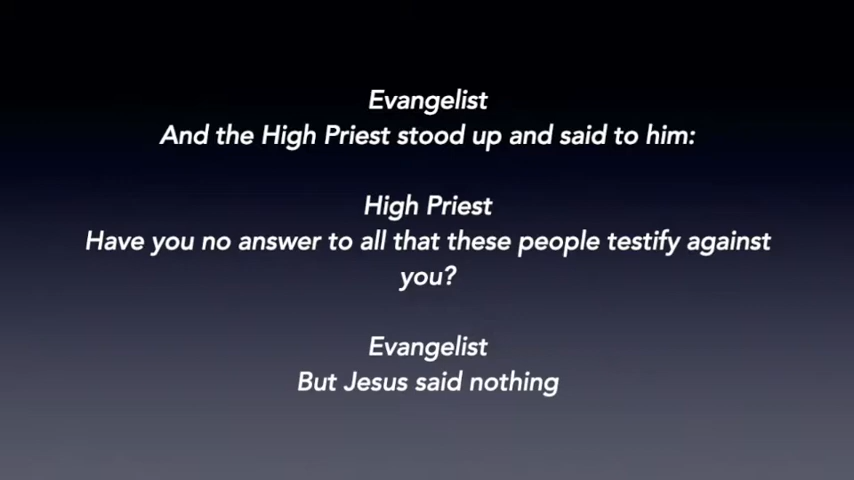 Evangelist
And the High Priest stood up and said to him:
High Priest
Have you no answer to all that these people testify against
you?
Evangelist
But Jesus said nothing